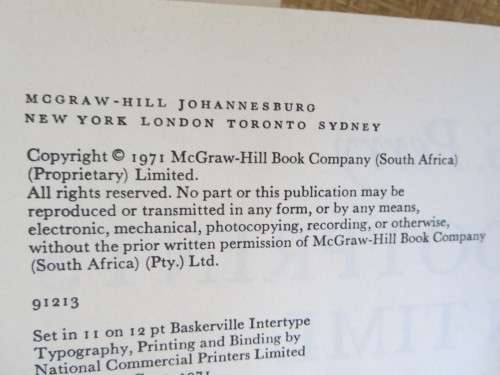 MCGRAW-HILL JOHANNESBURG
NEW YORK LONDON TORONTO SYDNEY
Copyright © 1971 McGraw-Hill Book Company (South Africa)
(Proprietary) Limited.
All rights reserved. No part or this publication may be
reproduced or transmitted in any form, or by any means,
electronic, mechanical, photocopying, recording, or otherwise,
without the prior written permission of McGraw-Hill Book Company
(South Africa) (Pty.) Ltd.
91213
Set in 11 on 12 pt Baskerville Intertype
Typography, Printing and Binding by
National Commercial Printers Limited
1971